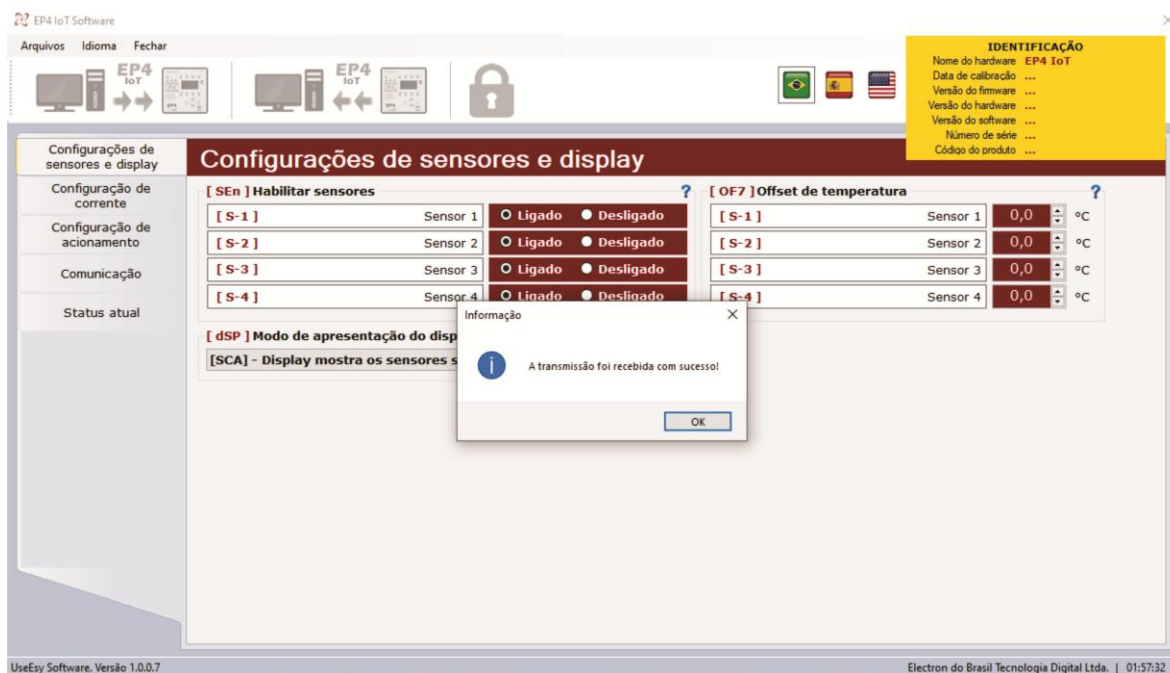 EP4 IoT Software
Arquivos Idioma Fechar
EP4
IoT
EP4
IoT
IDENTIFICAÇÃO
Nome do hardware EP4 IoT
Data de calibração ...
Versão do firmware ...
Versão do hardware ...
Versão do software ...
Número de série ...
Código do produto ...
Configurações de
sensores e display
Configuração de
corrente
Configuração de
acionamento
Comunicação
Status atual
Configurações de sensores e display
[ SEn ] Habilitar sensores ?
[ S-1 ] Sensor 1 Ligado Desligado
[ S-2 ] Sensor 2 Ligado Desligado
[ S-3 ] Sensor 3 Ligado Desligado
[ S-4 ] Sensor 4 Ligado Desligado
[ OF7 ] Offset de temperatura ?
[ S-1 ] Sensor 1 0,0 ºC
[ S-2 ] Sensor 2 0,0 ºC
[ S-3 ] Sensor 3 0,0 ºC
[ S-4 ] Sensor 4 0,0 ºC
[ dSP ] Modo de apresentação do disp
[SCA] - Display mostra os sensores s
Informação
A transmissão foi recebida com sucesso!
OK
UseEsy Software. Versão 1.0.0.7
Electron do Brasil Tecnologia Digital Ltda. | 01:57:32